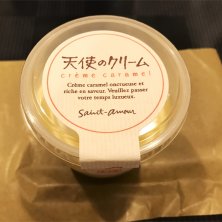 天使のクリーム
crème caramel
Crème caramel onctueuse et
riche en saveur. Veuillez passer
votre temps luxueux.
Saint-amour